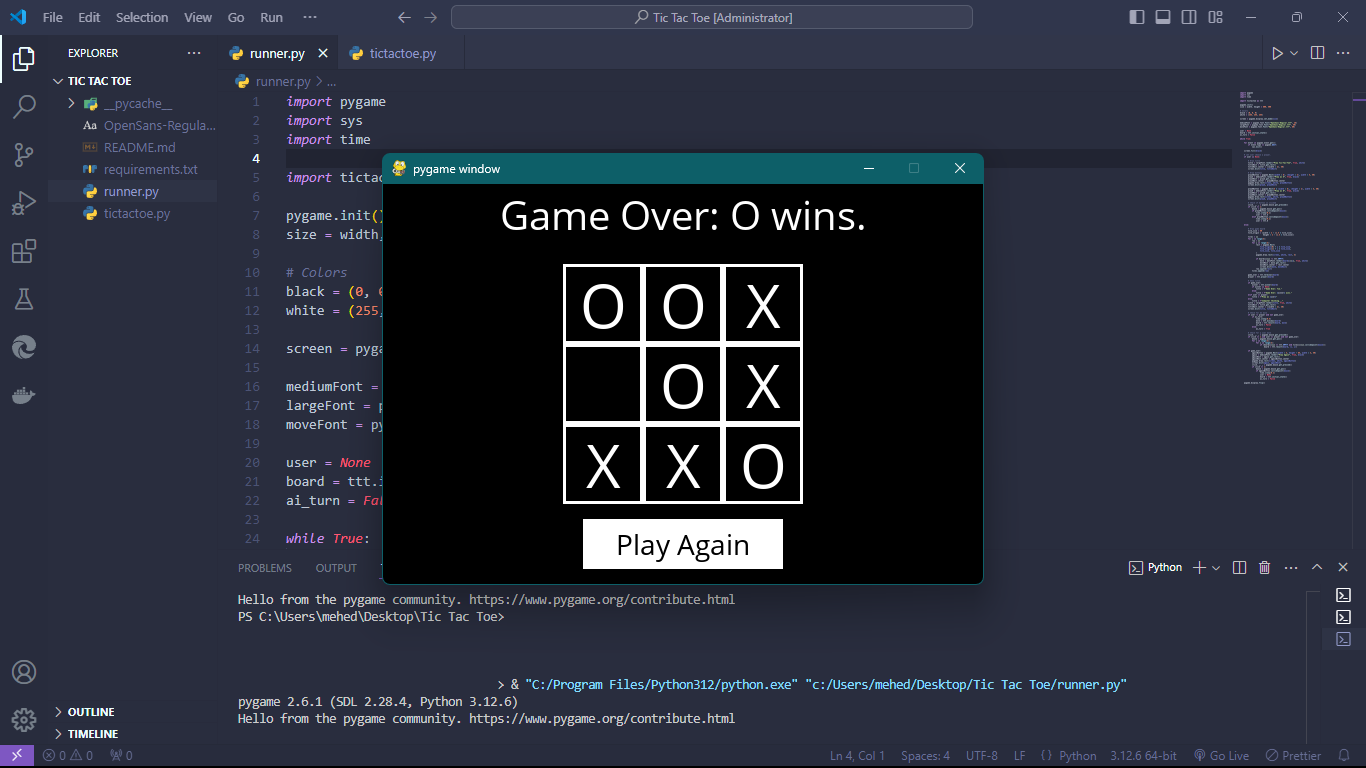 File Edit Selection View Go Run ··· Tic Tac Toe [Administrator]
EXPLORER ···
TIC TAC TOE
__pycache__
Aa OpenSans-Regula...
README.md
requirements.txt
runner.py
tictactoe.py
OUTLINE
TIMELINE
runner.py tictactoe.py
runner.py > ...
1 import pygame
2 import sys
3 import time
4
5 import tictac
6
7 pygame.init()
8 size = width,
9
10 # Colors
11 black = (0, 0
12 white = (255,
13
14 screen = pyga
15
16 mediumFont =
17 largeFont = p
18 moveFont = py
19
20 user = None
21 board = ttt.i
22 ai_turn = Fal
23
24 while True:
pygame window
Game Over: O wins.
O O X
O X
X X O
Play Again
PROBLEMS OUTPUT
Python
Hello from the pygame community. https://www.pygame.org/contribute.html
PS C:\Users\mehed\Desktop\Tic Tac Toe>
> & "C:/Program Files/Python312/python.exe" "c:/Users/mehed/Desktop/Tic Tac Toe/runner.py"
pygame 2.6.1 (SDL 2.28.4, Python 3.12.6)
Hello from the pygame community. https://www.pygame.org/contribute.html
0 0 0 Ln 4, Col 1 Spaces: 4 UTF-8 LF {} Python 3.12.6 64-bit Go Live Prettier